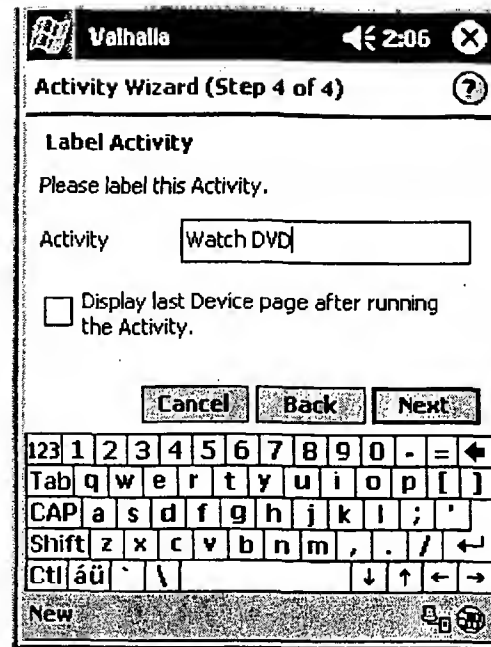 Valhalla 2:06
Activity Wizard (Step 4 of 4) ?
Label Activity
Please label this Activity.
Activity Watch DVD
Display last Device page after running
the Activity.
Cancel Back Next
123 1 2 3 4 5 6 7 8 9 0 - =
Tab q w e r t y u i o p [ ]
CAP a s d f g h j k l ; '
Shift z x c v b n m , . /
Ctl áü ` \
New